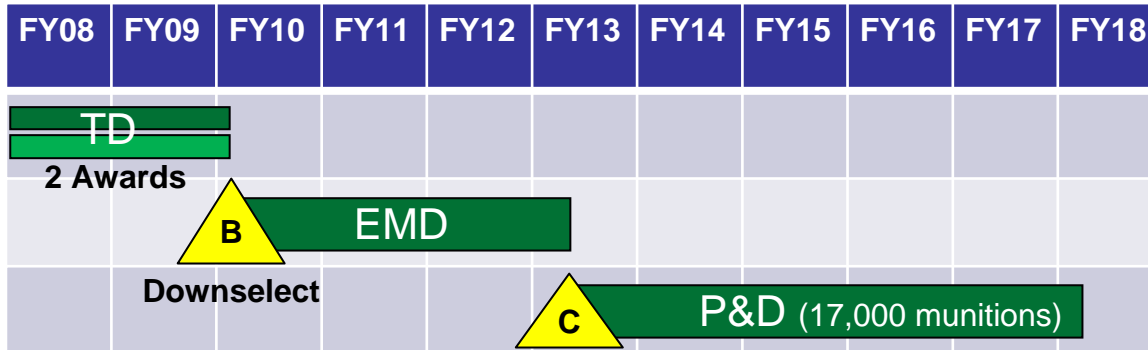 FY08 FY09 FY10 FY11 FY12 FY13 FY14 FY15 FY16 FY17 FY18
TD
2 Awards
B EMD
Downselect
C P&D (17,000 munitions)